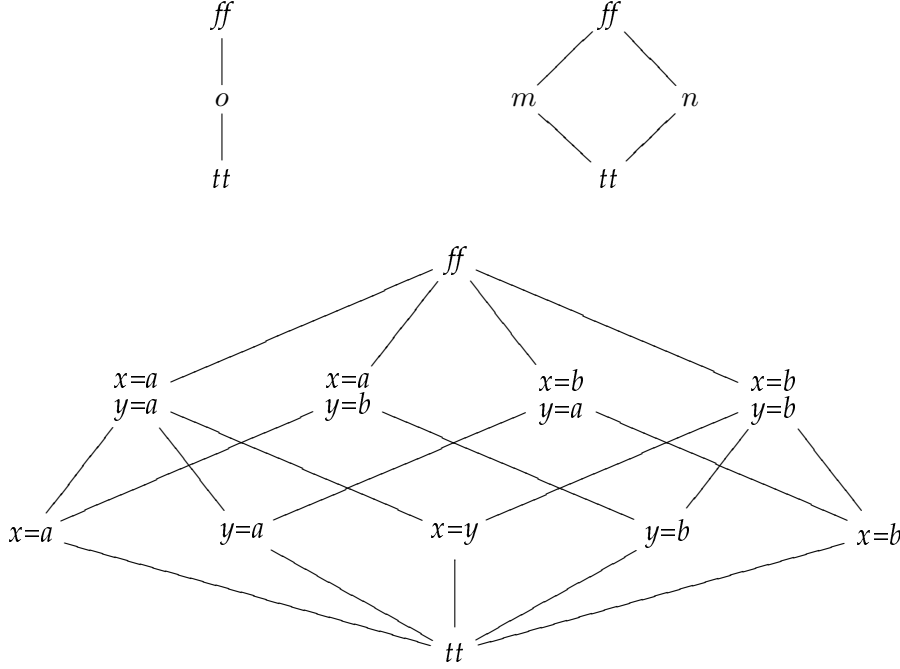 ff ff
o m n
tt tt
ff
x=a x=a x=b x=b
y=a y=b y=a y=b
x=a y=a x=y y=b x=b
tt